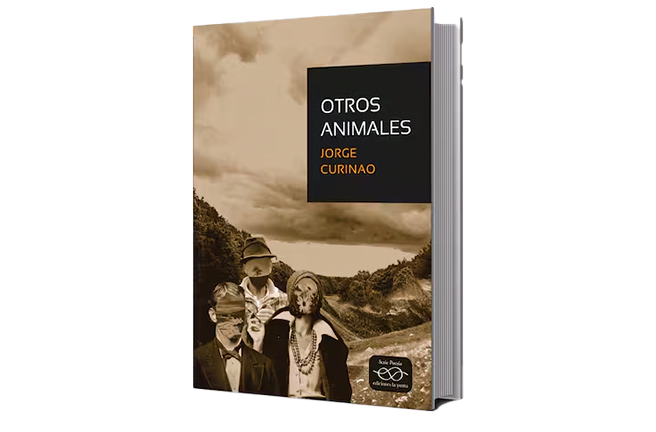 OTROS
ANIMALES
JORGE
CURINAO
Serie Poesía
ediciones la yunta